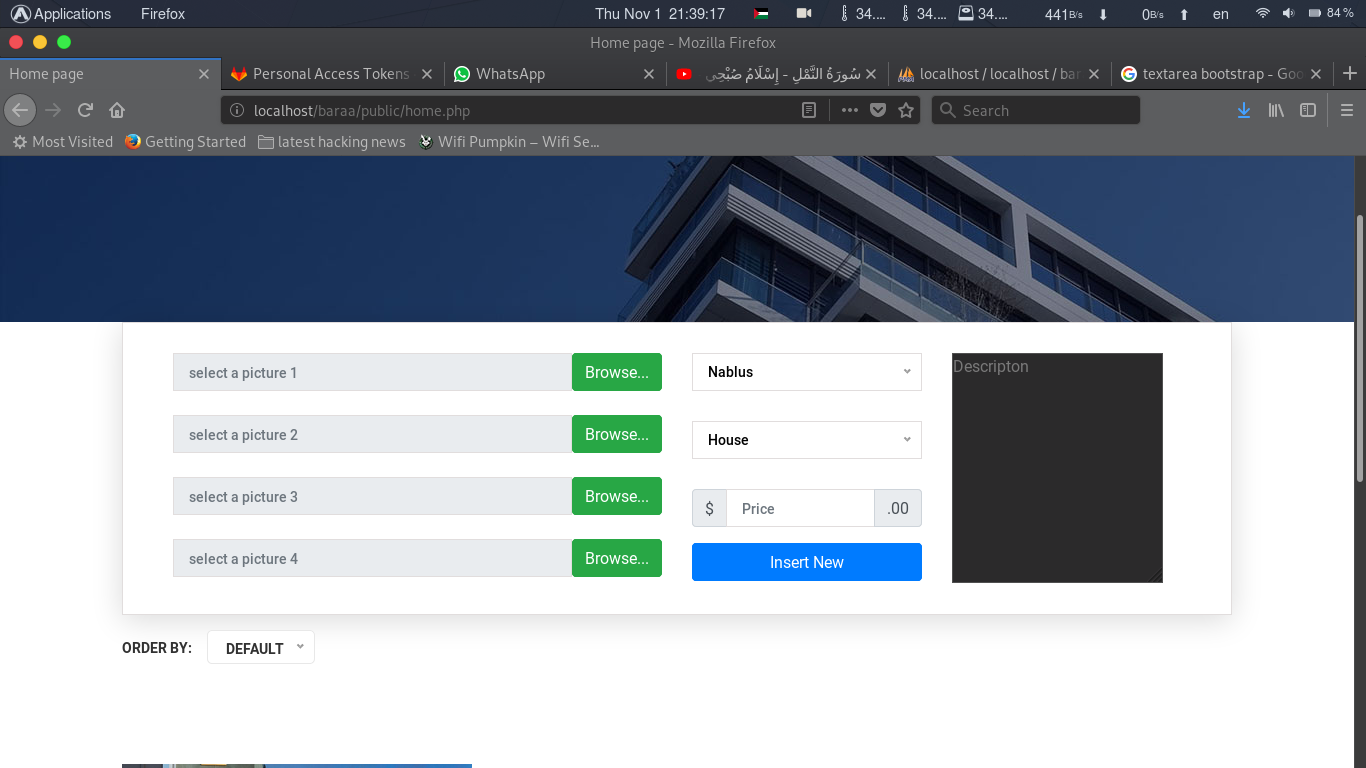 Applications Firefox Thu Nov 1 21:39:17 34.... 34.... 34.... 441B/s 0B/s en 84 %
Home page - Mozilla Firefox
Home page Personal Access Tokens WhatsApp سُورَةُ النَّمْلِ - إِسْلَامُ صُبْحِي localhost / localhost / bar textarea bootstrap - Goo
localhost/baraa/public/home.php Search
Most Visited Getting Started latest hacking news Wifi Pumpkin – Wifi Se...
select a picture 1 Browse... Nablus Descripton
select a picture 2 Browse... House
select a picture 3 Browse... $ Price .00
select a picture 4 Browse... Insert New
ORDER BY: DEFAULT